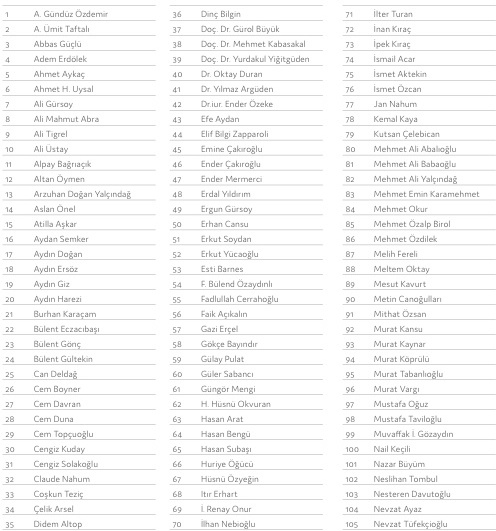 1 A. Gündüz Özdemir
2 A. Ümit Taftalı
3 Abbas Güçlü
4 Adem Erdölek
5 Ahmet Aykaç
6 Ahmet H. Uysal
7 Ali Gürsoy
8 Ali Mahmut Abra
9 Ali Tigrel
10 Ali Üstay
11 Alpay Bağrıaçık
12 Altan Öymen
13 Arzuhan Doğan Yalçındağ
14 Aslan Önel
15 Atilla Aşkar
16 Aydan Semker
17 Aydın Doğan
18 Aydın Ersöz
19 Aydın Giz
20 Aydın Harezi
21 Burhan Karaçam
22 Bülent Eczacıbaşı
23 Bülent Gönç
24 Bülent Gültekin
25 Can Deldağ
26 Cem Boyner
27 Cem Davran
28 Cem Duna
29 Cem Topçuoğlu
30 Cengiz Kuday
31 Cengiz Solakoğlu
32 Claude Nahum
33 Coşkun Teziç
34 Çelik Arsel
35 Didem Altop
36 Dinç Bilgin
37 Doç. Dr. Gürol Büyük
38 Doç. Dr. Mehmet Kabasakal
39 Doç. Dr. Yurdakul Yiğitgüden
40 Dr. Oktay Duran
41 Dr. Yılmaz Argüden
42 Dr.iur. Ender Özeke
43 Efe Aydan
44 Elif Bilgi Zapparoli
45 Emine Çakıroğlu
46 Ender Çakıroğlu
47 Ender Mermerci
48 Erdal Yıldırım
49 Ergun Gürsoy
50 Erhan Cansu
51 Erkut Soydan
52 Erkut Yücaoğlu
53 Esti Barnes
54 F. Bülend Özaydınlı
55 Fadlullah Cerrahoğlu
56 Faik Açıkalın
57 Gazi Erçel
58 Gökçe Bayındır
59 Gülay Pulat
60 Güler Sabancı
61 Güngör Mengi
62 H. Hüsnü Okvuran
63 Hasan Arat
64 Hasan Bengü
65 Hasan Subaşı
66 Huriye Öğücü
67 Hüsnü Özyeğin
68 Itır Erhart
69 İ. Renay Onur
70 İlhan Nebioğlu
71 İlter Turan
72 İnan Kıraç
73 İpek Kıraç
74 İsmail Acar
75 İsmet Aktekin
76 İsmet Özcan
77 Jan Nahum
78 Kemal Kaya
79 Kutsan Çelebican
80 Mehmet Ali Abalıoğlu
81 Mehmet Ali Babaoğlu
82 Mehmet Ali Yalçındağ
83 Mehmet Emin Karamehmet
84 Mehmet Okur
85 Mehmet Özalp Birol
86 Mehmet Özdilek
87 Melih Fereli
88 Meltem Oktay
89 Mesut Kavurt
90 Metin Canoğulları
91 Mithat Özsan
92 Murat Kansu
93 Murat Kaynar
94 Murat Köprülü
95 Murat Tabanlıoğlu
96 Murat Vargı
97 Mustafa Oğuz
98 Mustafa Taviloğlu
99 Muvaffak İ. Gözaydın
100 Nail Keçili
101 Nazar Büyüm
102 Neslihan Tombul
103 Nesteren Davutoğlu
104 Nevzat Ayaz
105 Nevzat Tüfekçioğlu